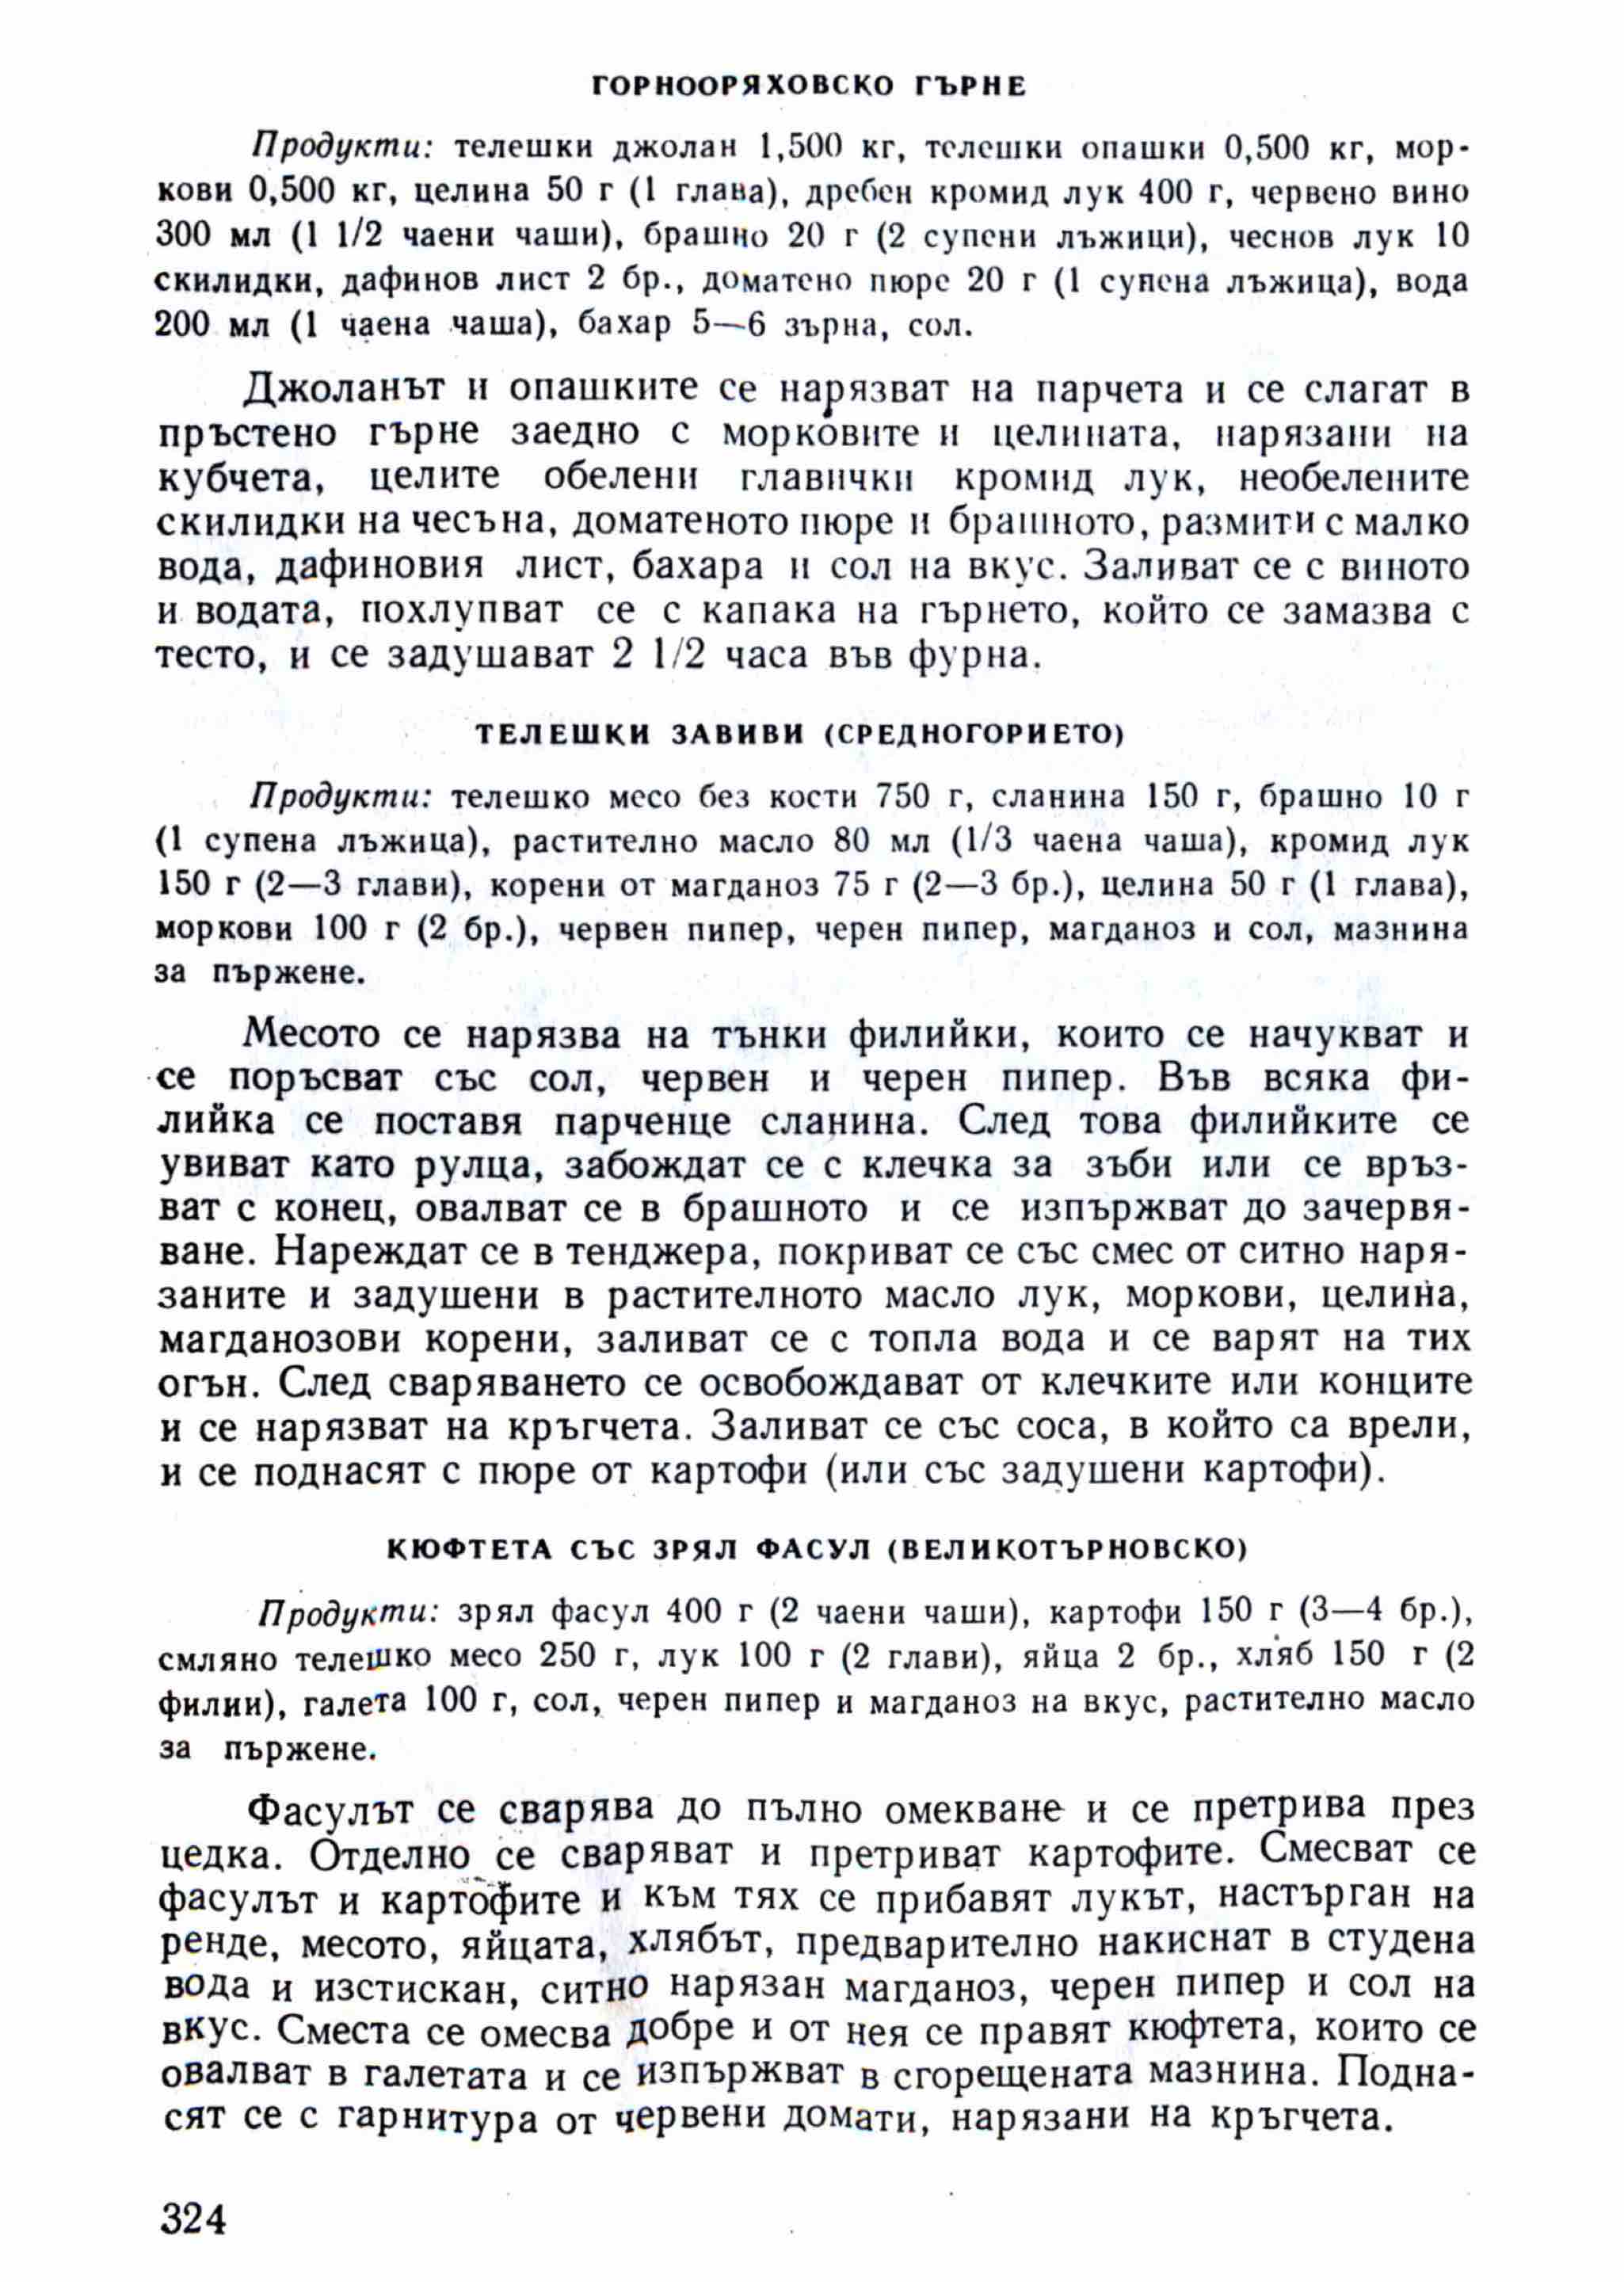 ГОРНООРЯХОВСКО ГЪРНЕ
Продукти: телешки джолан 1,500 кг, телешки опашки 0,500 кг, мор-
кови 0,500 кг, целина 50 г (1 глава), дребен кромид лук 400 г, червено вино
300 мл (1 1/2 чаени чаши), брашно 20 г (2 супени лъжици), чеснов лук 10
скилидки, дафинов лист 2 бр., доматено пюре 20 г (1 супена лъжица), вода
200 мл (1 чаена чаша), бахар 5—6 зърна, сол.
Джоланът и опашките се нарязват на парчета и се слагат в
пръстено гърне заедно с морковите и целината, нарязани на
кубчета, целите обелени главички кромид лук, необелените
скилидки на чесъна, доматеното пюре и брашното, размити с малко
вода, дафиновия лист, бахара и сол на вкус. Заливат се с виното
и водата, похлупват се с капака на гърнето, който се замазва с
тесто, и се задушават 2 1/2 часа във фурна.
ТЕЛЕШКИ ЗАВИВИ (СРЕДНОГОРИЕТО)
Продукти: телешко месо без кости 750 г, сланина 150 г, брашно 10 г
(1 супена лъжица), растително масло 80 мл (1/3 чаена чаша), кромид лук
150 г (2—3 глави), корени от магданоз 75 г (2—3 бр.), целина 50 г (1 глава),
моркови 100 г (2 бр.), червен пипер, черен пипер, магданоз и сол, мазнина
за пържене.
Месото се нарязва на тънки филийки, които се начукват и
се поръсват със сол, червен и черен пипер. Във всяка фи-
лийка се поставя парченце сланина. След това филийките се
увиват като рулца, забождат се с клечка за зъби или се връз-
ват с конец, овалват се в брашното и се изпържват до зачервя-
ване. Нареждат се в тенджера, покриват се със смес от ситно наря-
заните и задушени в растителното масло лук, моркови, целина,
магданозови корени, заливат се с топла вода и се варят на тих
огън. След сваряването се освобождават от клечките или конците
и се нарязват на кръгчета. Заливат се със соса, в който са врели,
и се поднасят с пюре от картофи (или със задушени картофи).
КЮФТЕТА СЪС ЗРЯЛ ФАСУЛ (ВЕЛИКОТЪРНОВСКО)
Продукти: зрял фасул 400 г (2 чаени чаши), картофи 150 г (3—4 бр.),
смляно телешко месо 250 г, лук 100 г (2 глави), яйца 2 бр., хляб 150 г (2
филии), галета 100 г, сол, черен пипер и магданоз на вкус, растително масло
за пържене.
Фасулът се сварява до пълно омекване и се претрива през
цедка. Отделно се сваряват и претриват картофите. Смесват се
фасулът и картофите и към тях се прибавят лукът, настърган на
ренде, месото, яйцата, хлябът, предварително накиснат в студена
вода и изстискан, ситно нарязан магданоз, черен пипер и сол на
вкус. Сместа се омесва добре и от нея се правят кюфтета, които се
овалват в галетата и се изпържват в сгорещената мазнина. Подна-
сят се с гарнитура от червени домати, нарязани на кръгчета.
324